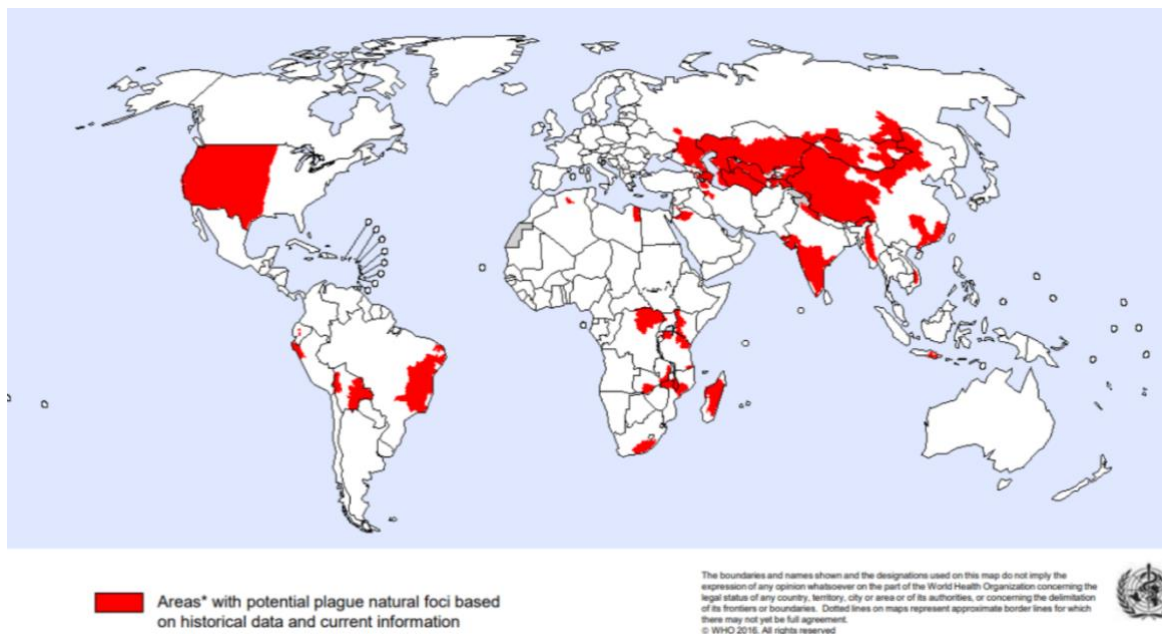 Areas* with potential plague natural foci based
on historical data and current information
The boundaries and names shown and the designations used on this map do not imply the
expression of any opinion whatsoever on the part of the World Health Organization concerning the
legal status of any country, territory, city or area or of its authorities, or concerning the delimitation
of its frontiers or boundaries. Dotted lines on maps represent approximate border lines for which
there may not yet be full agreement.
© WHO 2016. All rights reserved